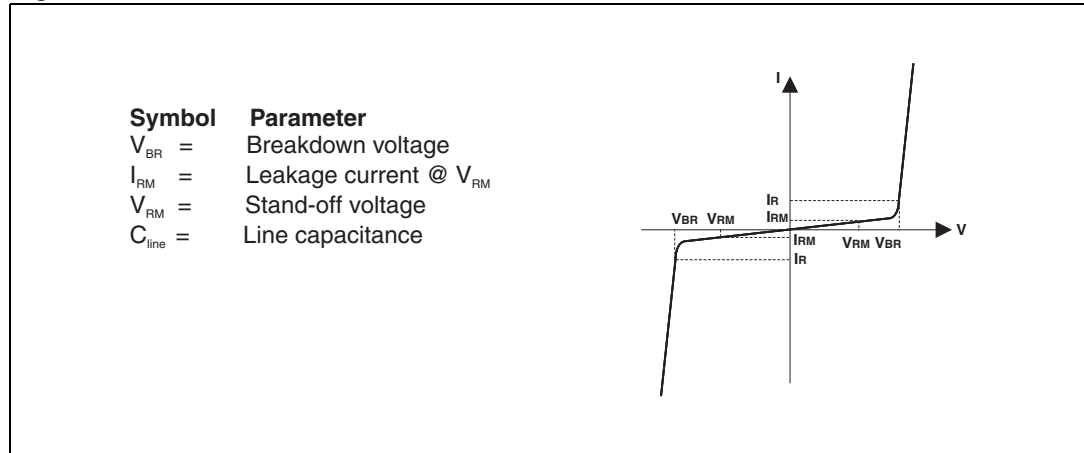 Symbol Parameter
VBR = Breakdown voltage
IRM = Leakage current @ VRM
VRM = Stand-off voltage
Cline = Line capacitance
I
IR
VBR VRM IRM
V
IRM VRM VBR
IR